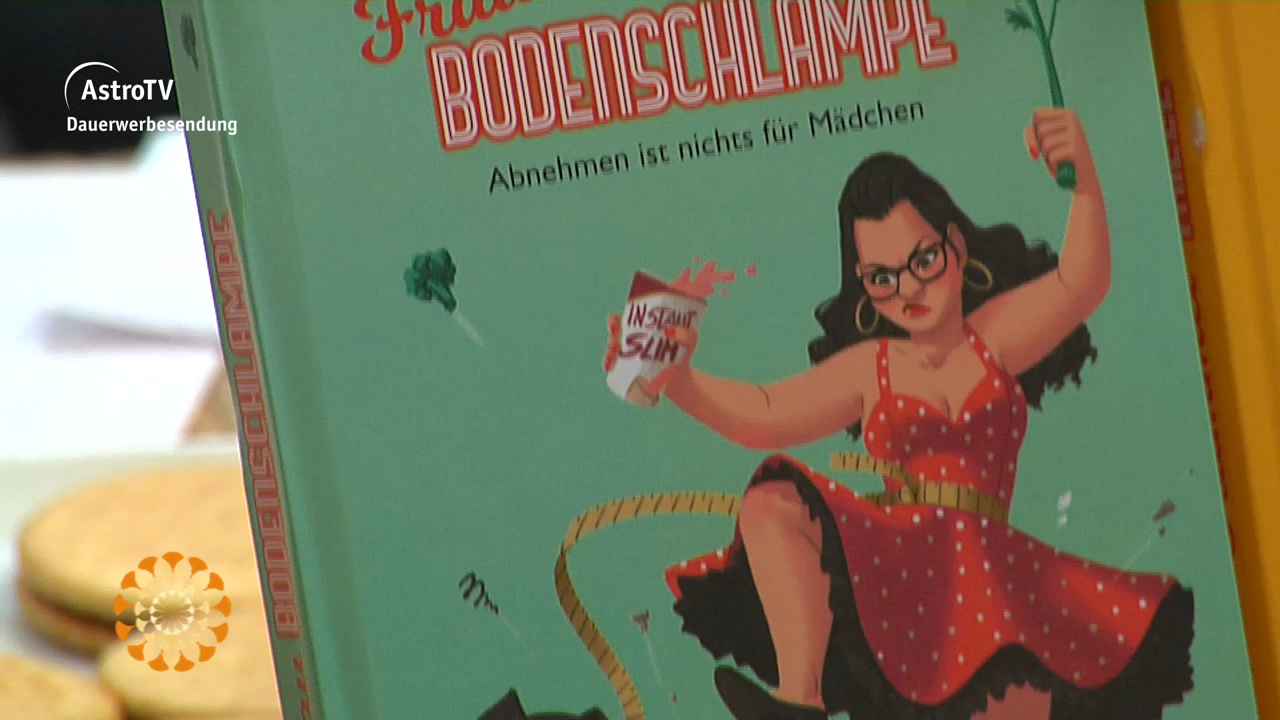 AstroTV
Dauerwerbesendung
BODENSCHLAMPE
Abnehmen ist nichts für Mädchen
INSTANT
SLIM
BODENSCHLAMPE